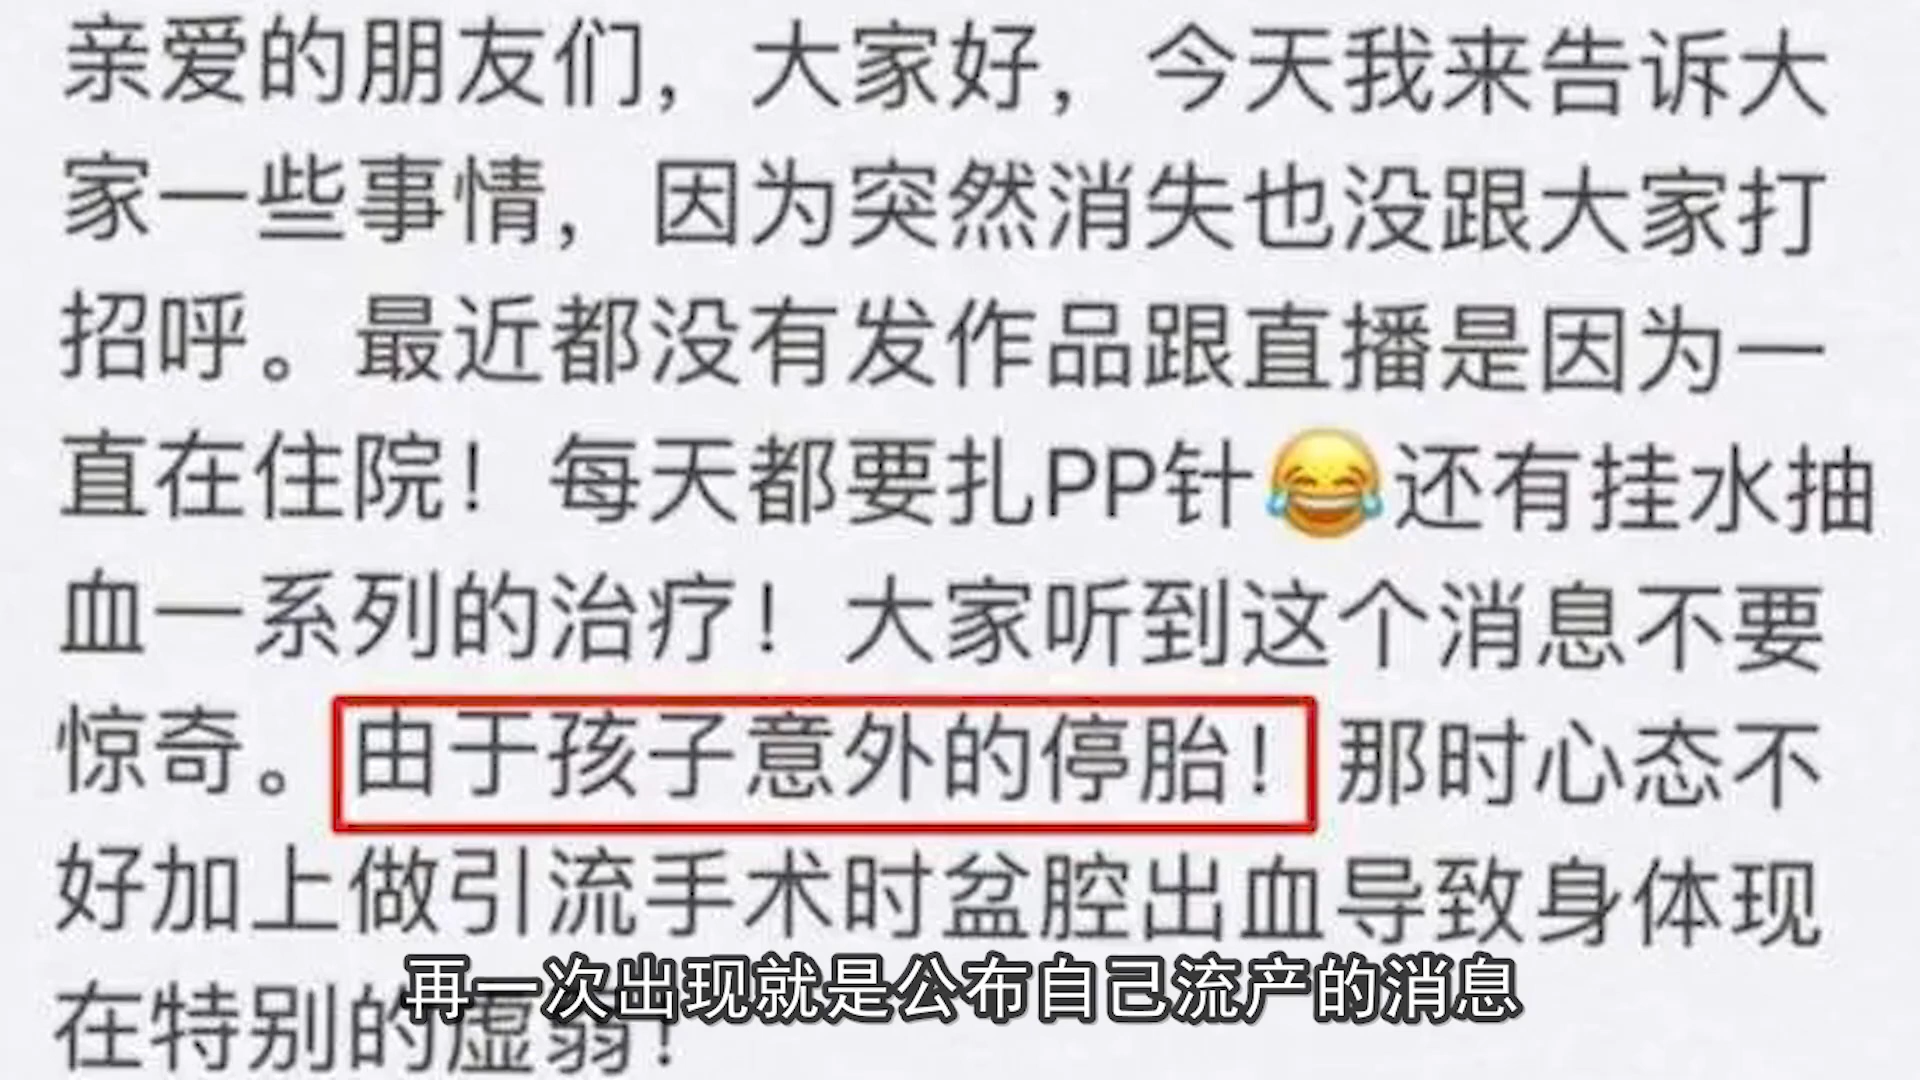 亲爱的朋友们，大家好，今天我来告诉大
家一些事情，因为突然消失也没跟大家打
招呼。最近都没有发作品跟直播是因为一
直在住院！每天都要扎PP针😂还有挂水抽
血一系列的治疗！大家听到这个消息不要
惊奇。由于孩子意外的停胎！那时心态不
好加上做引流手术时盆腔出血导致身体现
在特别的虚弱！
再一次出现就是公布自己流产的消息